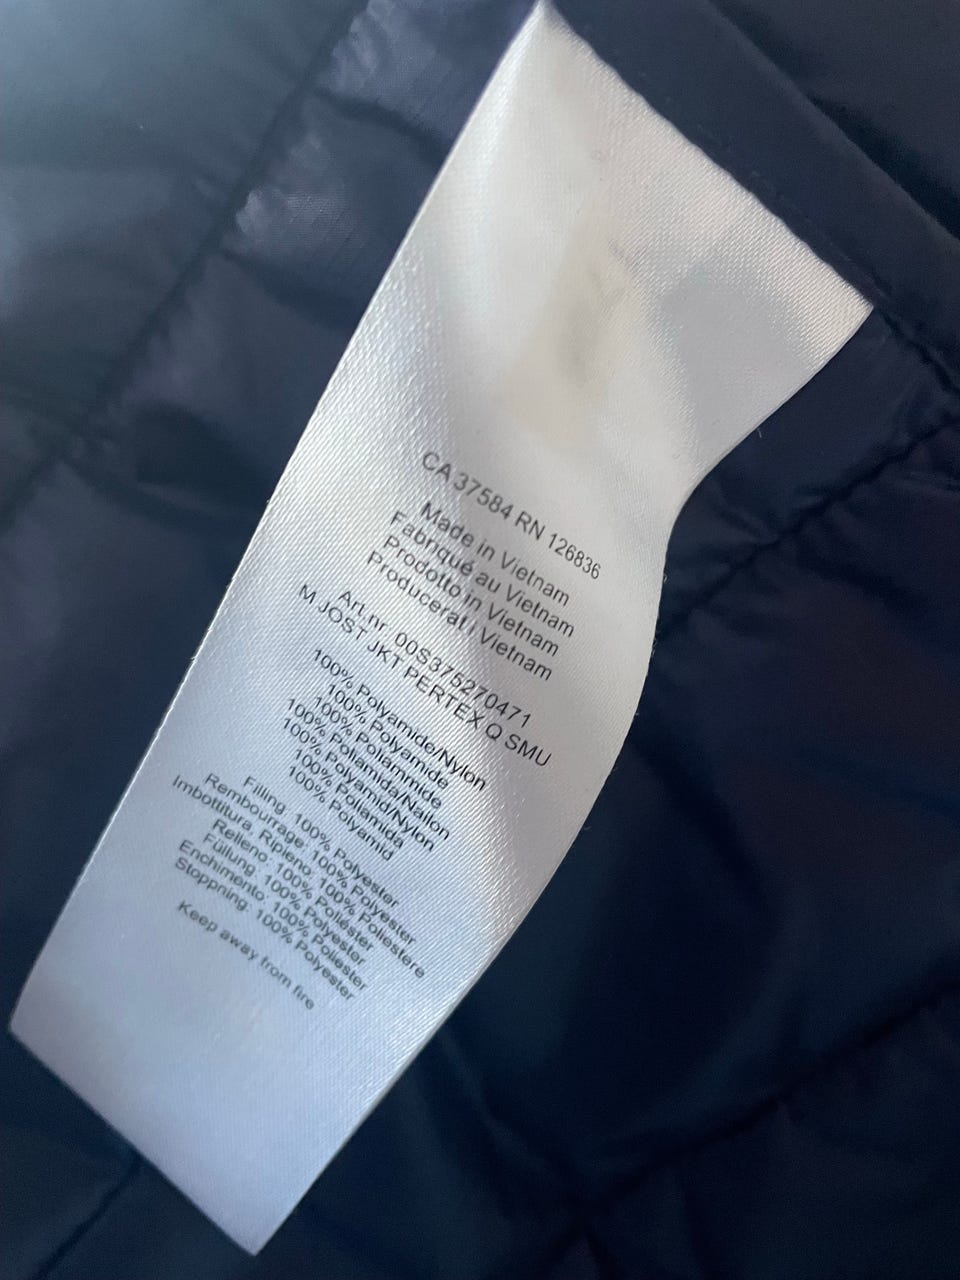 CA 37584 RN 126836
Made in Vietnam
Fabriqué au Vietnam
Prodotto in Vietnam
Producerat i Vietnam
Art.nr. 00S375270471
M JOST JKT PERTEX Q SMU
100% Polyamide/Nylon
100% Polyamide
100% Poliammide
100% Poliamida/Nailon
100% Polyamid/Nylon
100% Poliamida
100% Polyamid
Filling: 100% Polyester
Rembourrage: 100% Polyester
Imbottitura, Ripieno: 100% Poliestere
Relleno: 100% Poliéster
Füllung: 100% Polyester
Enchimento: 100% Poliester
Stoppning: 100% Polyester
Keep away from fire